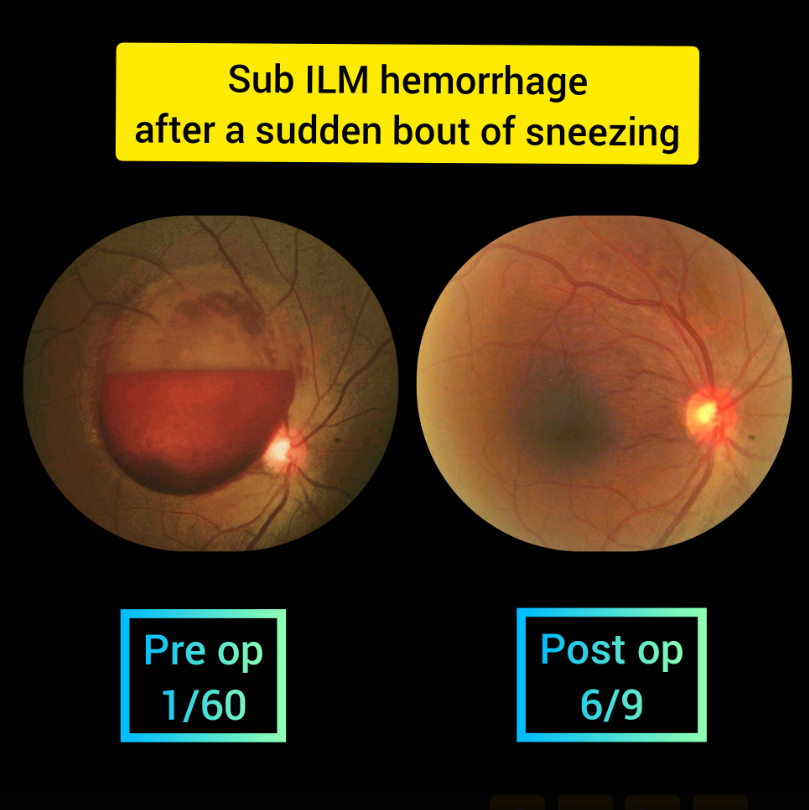 Sub ILM hemorrhage
after a sudden bout of sneezing
Pre op
1/60
Post op
6/9